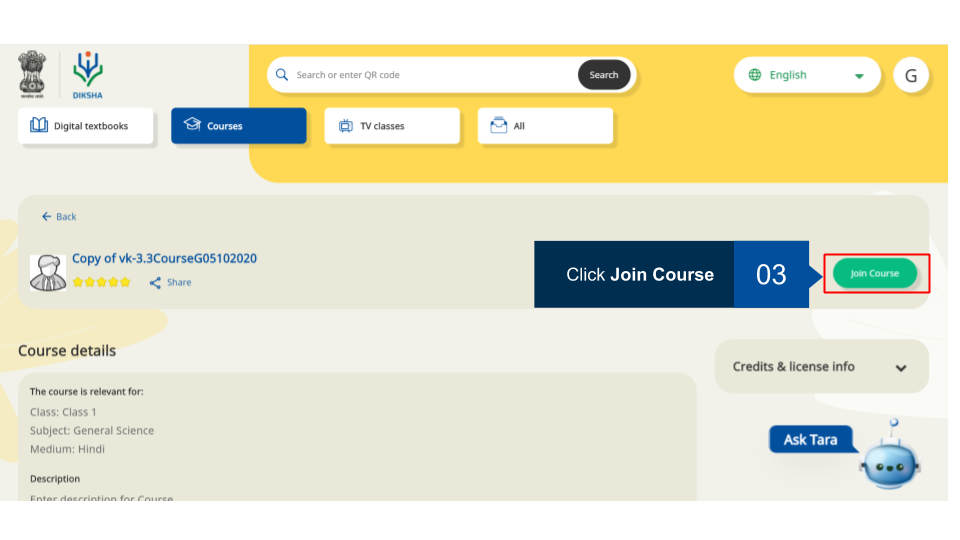 DIKSHA
Search or enter QR code
Search
English
G
Digital textbooks
Courses
TV classes
All
Back
Copy of vk-3.3CourseG05102020
Share
Click Join Course
03
Join Course
Course details
Credits & license info
The course is relevant for:
Class: Class 1
Subject: General Science
Medium: Hindi
Ask Tara
Description
Enter description for Course